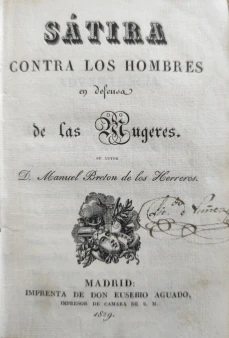 SÁTIRA
CONTRA LOS HOMBRES
en defensa
de las Mugeres.
SU AUTOR
D. Manuel Breton de los Herreros.
MADRID:
IMPRENTA DE DON EUSEBIO AGUADO,
IMPRESOR DE CAMARA DE S. M.
1829.